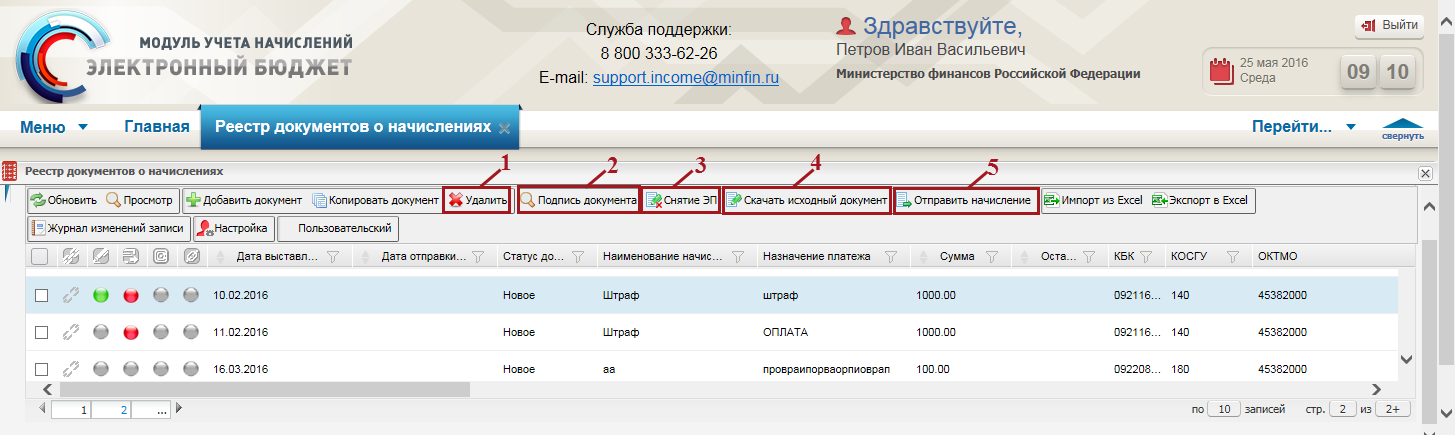 МОДУЛЬ УЧЕТА НАЧИСЛЕНИЙ
ЭЛЕКТРОННЫЙ БЮДЖЕТ
Служба поддержки:
8 800 333-62-26
E-mail: support.income@minfin.ru
Здравствуйте,
Петров Иван Васильевич
Министерство финансов Российской Федерации
Выйти
25 мая 2016
Среда
09 10
Меню Главная Реестр документов о начислениях Перейти... свернуть
1 2 3 4 5
Реестр документов о начислениях
Обновить Просмотр Добавить документ Копировать документ Удалить Подпись документа Снятие ЭП Скачать исходный документ Отправить начисление Импорт из Excel Экспорт в Excel
Журнал изменений записи Настройка Пользовательский
Дата выставл... Дата отправки... Статус до... Наименование начис... Назначение платежа Сумма Оста... КБК КОСГУ ОКТМО
10.02.2016 Новое Штраф штраф 1000.00 092116... 140 45382000
11.02.2016 Новое Штраф ОПЛАТА 1000.00 092116... 140 45382000
16.03.2016 Новое аа провраипорваорпиоврап 100.00 092208... 180 45382000
1 2 ... по 10 записей стр. 2 из 2+